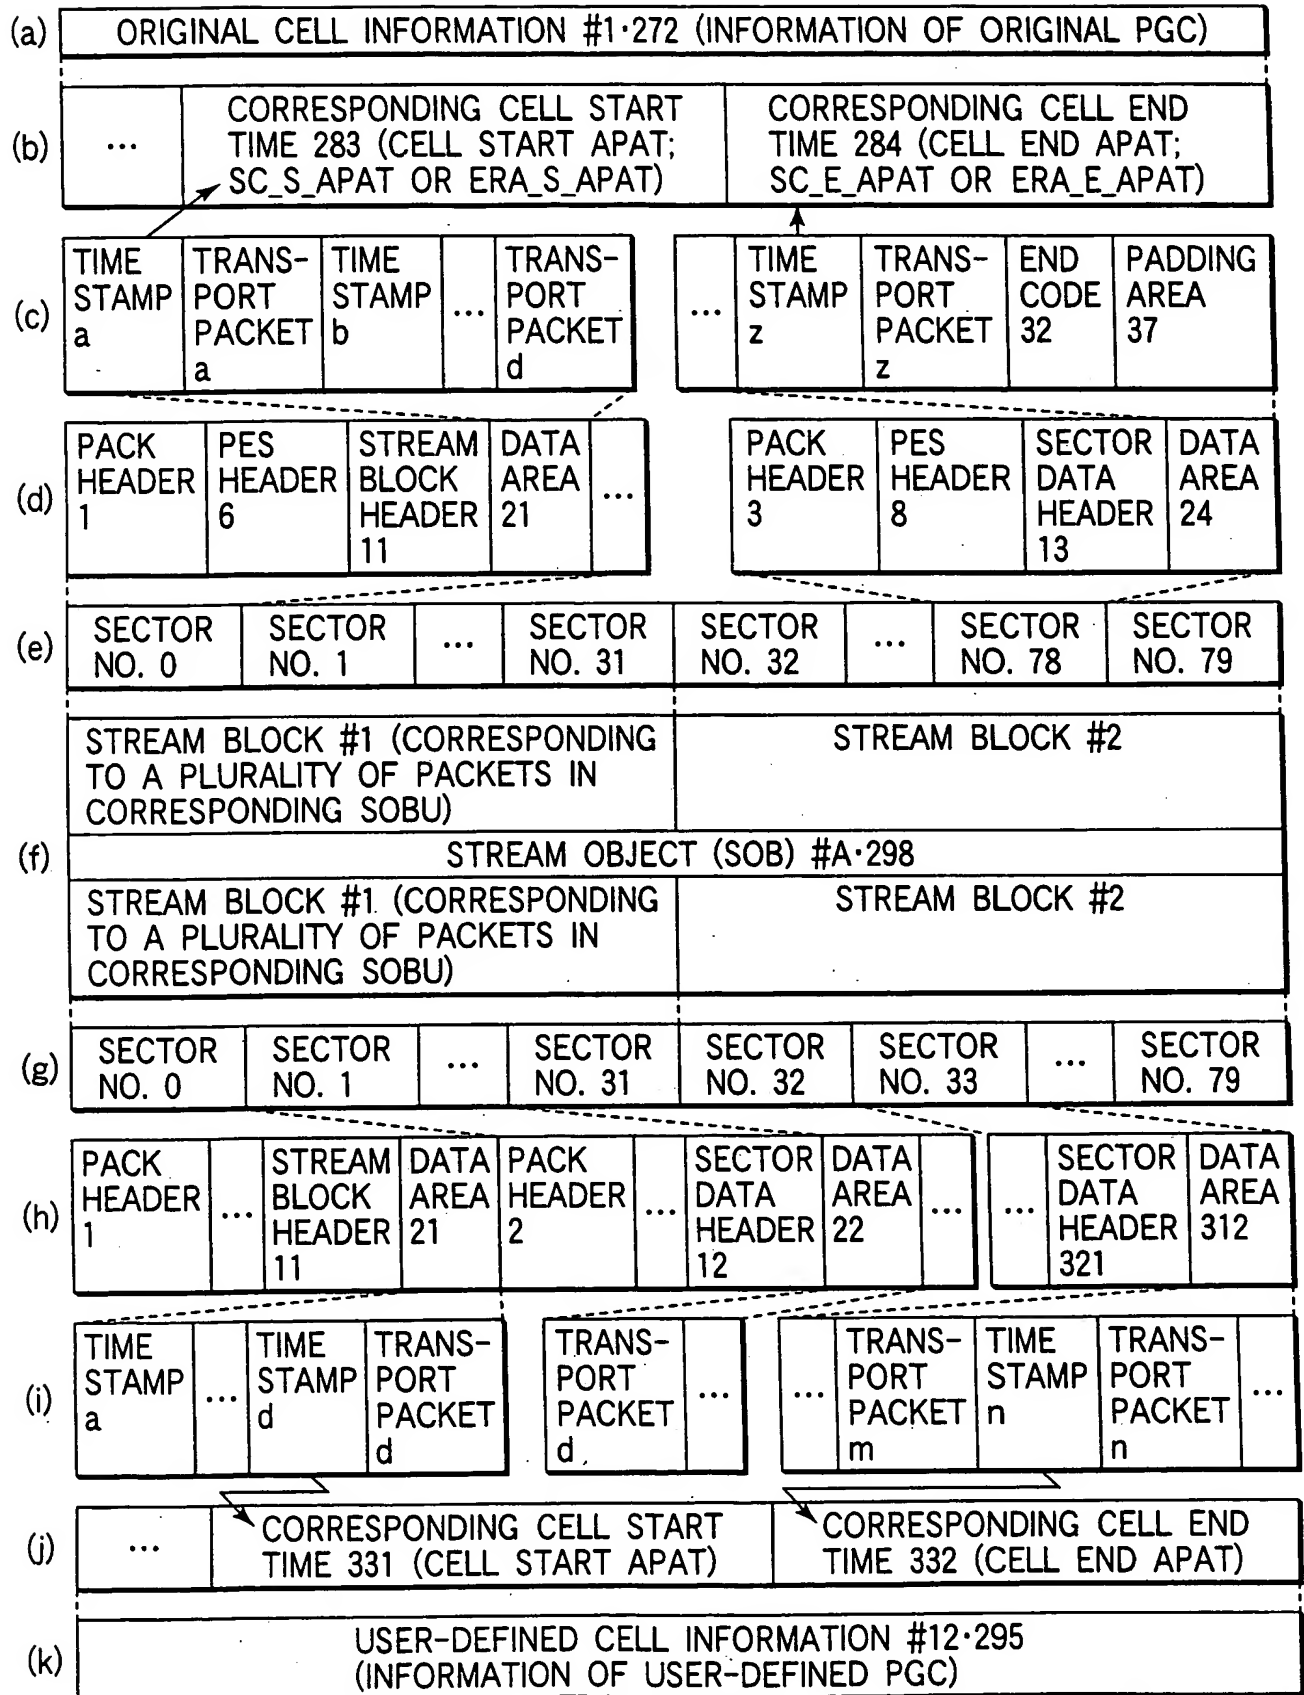 (a) ORIGINAL CELL INFORMATION #1·272 (INFORMATION OF ORIGINAL PGC)
(b)
...
CORRESPONDING CELL START
TIME 283 (CELL START APAT;
SC_S_APAT OR ERA_S_APAT)
CORRESPONDING CELL END
TIME 284 (CELL END APAT;
SC_E_APAT OR ERA_E_APAT)
(c)
TIME
STAMP
a
TRANS-
PORT
PACKET
a
TIME
STAMP
b
...
TRANS-
PORT
PACKET
d
...
TIME
STAMP
z
TRANS-
PORT
PACKET
z
END
CODE
32
PADDING
AREA
37
(d)
PACK
HEADER
1
PES
HEADER
6
STREAM
BLOCK
HEADER
11
DATA
AREA
21
...
PACK
HEADER
3
PES
HEADER
8
SECTOR
DATA
HEADER
13
DATA
AREA
24
(e)
SECTOR
NO. 0
SECTOR
NO. 1
...
SECTOR
NO. 31
SECTOR
NO. 32
...
SECTOR
NO. 78
SECTOR
NO. 79
STREAM BLOCK #1 (CORRESPONDING
TO A PLURALITY OF PACKETS IN
CORRESPONDING SOBU)
STREAM BLOCK #2
(f)
STREAM OBJECT (SOB) #A·298
STREAM BLOCK #1 (CORRESPONDING
TO A PLURALITY OF PACKETS IN
CORRESPONDING SOBU)
STREAM BLOCK #2
(g)
SECTOR
NO. 0
SECTOR
NO. 1
...
SECTOR
NO. 31
SECTOR
NO. 32
SECTOR
NO. 33
...
SECTOR
NO. 79
(h)
PACK
HEADER
1
...
STREAM
BLOCK
HEADER
11
DATA
AREA
21
PACK
HEADER
2
...
SECTOR
DATA
HEADER
12
DATA
AREA
22
...
...
SECTOR
DATA
HEADER
321
DATA
AREA
312
(i)
TIME
STAMP
a
...
TIME
STAMP
d
TRANS-
PORT
PACKET
d
TRANS-
PORT
PACKET
d
...
...
TRANS-
PORT
PACKET
m
TIME
STAMP
n
TRANS-
PORT
PACKET
n
...
(j)
...
CORRESPONDING CELL START
TIME 331 (CELL START APAT)
CORRESPONDING CELL END
TIME 332 (CELL END APAT)
(k)
USER-DEFINED CELL INFORMATION #12·295
(INFORMATION OF USER-DEFINED PGC)